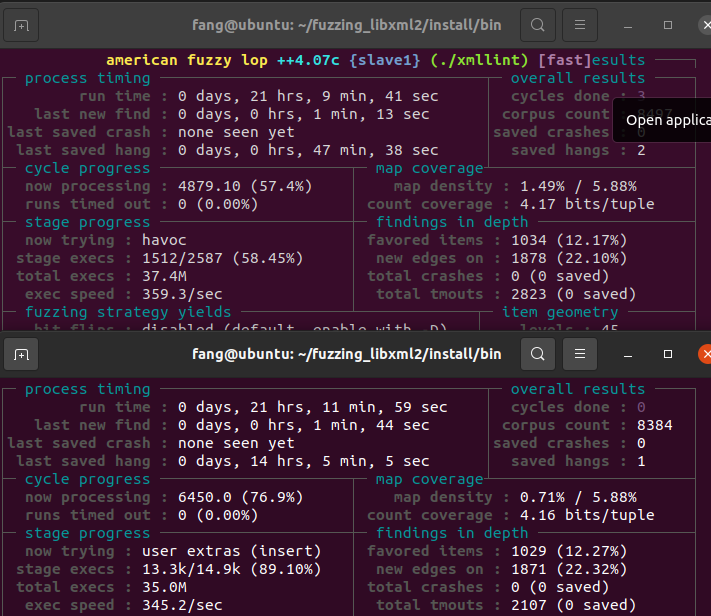 fang@ubuntu: ~/fuzzing_libxml2/install/bin
american fuzzy lop ++4.07c {slave1} (./xmllint) [fast]esults
process timing overall results
run time : 0 days, 21 hrs, 9 min, 41 sec cycles done : 3
last new find : 0 days, 0 hrs, 1 min, 13 sec corpus count : 8497
last saved crash : none seen yet saved crashes : 0
last saved hang : 0 days, 0 hrs, 47 min, 38 sec saved hangs : 2
Open applica
cycle progress map coverage
now processing : 4879.10 (57.4%) map density : 1.49% / 5.88%
runs timed out : 0 (0.00%) count coverage : 4.17 bits/tuple
stage progress findings in depth
now trying : havoc favored items : 1034 (12.17%)
stage execs : 1512/2587 (58.45%) new edges on : 1878 (22.10%)
total execs : 37.4M total crashes : 0 (0 saved)
exec speed : 359.3/sec total tmouts : 2823 (0 saved)
fuzzing strategy yields item geometry
bit flips : disabled (default, enable with -D) levels : 45
fang@ubuntu: ~/fuzzing_libxml2/install/bin
process timing overall results
run time : 0 days, 21 hrs, 11 min, 59 sec cycles done : 0
last new find : 0 days, 0 hrs, 1 min, 44 sec corpus count : 8384
last saved crash : none seen yet saved crashes : 0
last saved hang : 0 days, 14 hrs, 5 min, 5 sec saved hangs : 1
cycle progress map coverage
now processing : 6450.0 (76.9%) map density : 0.71% / 5.88%
runs timed out : 0 (0.00%) count coverage : 4.16 bits/tuple
stage progress findings in depth
now trying : user extras (insert) favored items : 1029 (12.27%)
stage execs : 13.3k/14.9k (89.10%) new edges on : 1871 (22.32%)
total execs : 35.0M total crashes : 0 (0 saved)
exec speed : 345.2/sec total tmouts : 2107 (0 saved)